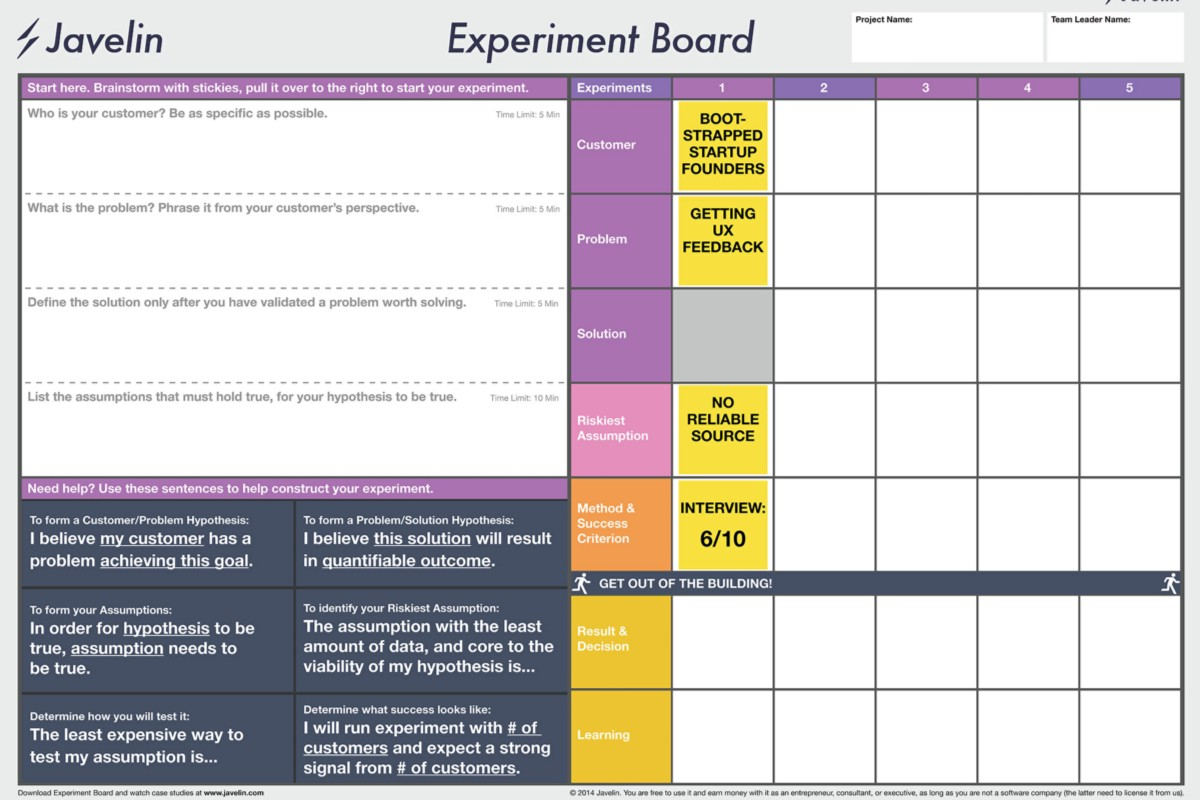 Javelin
Experiment Board
Project Name:
Team Leader Name:
Start here. Brainstorm with stickies, pull it over to the right to start your experiment.
Who is your customer? Be as specific as possible.
Time Limit: 5 Min
What is the problem? Phrase it from your customer's perspective.
Time Limit: 5 Min
Define the solution only after you have validated a problem worth solving.
Time Limit: 5 Min
List the assumptions that must hold true, for your hypothesis to be true.
Time Limit: 10 Min
Need help? Use these sentences to help construct your experiment.
To form a Customer/Problem Hypothesis:
I believe my customer has a
problem achieving this goal.
To form a Problem/Solution Hypothesis:
I believe this solution will result
in quantifiable outcome.
To form your Assumptions:
In order for hypothesis to be
true, assumption needs to
be true.
To identify your Riskiest Assumption:
The assumption with the least
amount of data, and core to the
viability of my hypothesis is...
Determine how you will test it:
The least expensive way to
test my assumption is...
Determine what success looks like:
I will run experiment with # of
customers and expect a strong
signal from # of customers.
Experiments
1
2
3
4
5
Customer
BOOT-
STRAPPED
STARTUP
FOUNDERS
Problem
GETTING
UX
FEEDBACK
Solution
Riskiest
Assumption
NO
RELIABLE
SOURCE
Method &
Success
Criterion
INTERVIEW:
6/10
GET OUT OF THE BUILDING!
Result &
Decision
Learning
Download Experiment Board and watch case studies at www.javelin.com
© 2014 Javelin. You are free to use it and earn money with it as an entrepreneur, consultant, or executive, as long as you are not a software company (the latter need to license it from us).